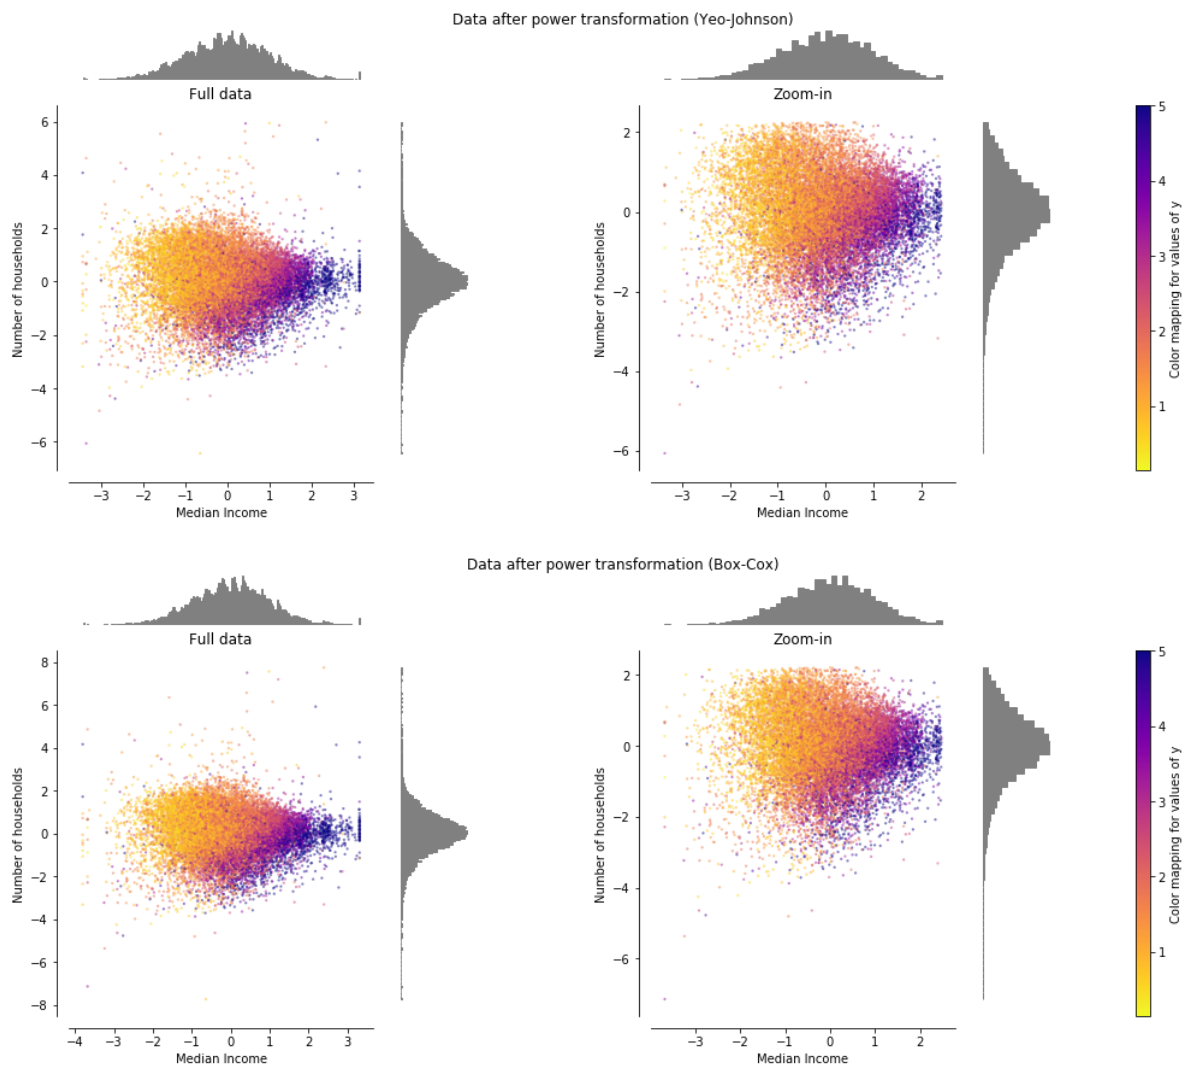 Data after power transformation (Yeo-Johnson)
Full data
Zoom-in
6
4
2
0
−2
−4
−6
Number of households
−3 −2 −1 0 1 2 3
Median Income
2
0
−2
−4
−6
Number of households
−3 −2 −1 0 1 2
Median Income
5
4
3
2
1
Color mapping for values of y
Data after power transformation (Box-Cox)
Full data
Zoom-in
8
6
4
2
0
−2
−4
−6
−8
Number of households
−4 −3 −2 −1 0 1 2 3
Median Income
2
0
−2
−4
−6
Number of households
−3 −2 −1 0 1 2
Median Income
5
4
3
2
1
Color mapping for values of y